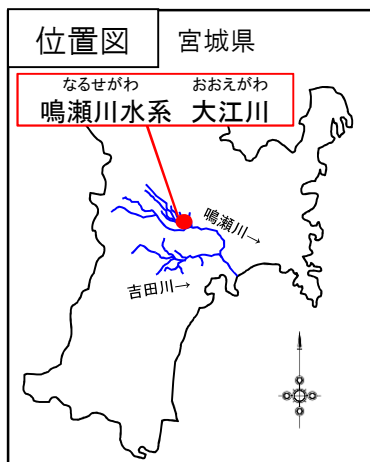 位置図 宮城県
なるせがわ おおえがわ
鳴瀬川水系 大江川
鳴瀬川→
吉田川→